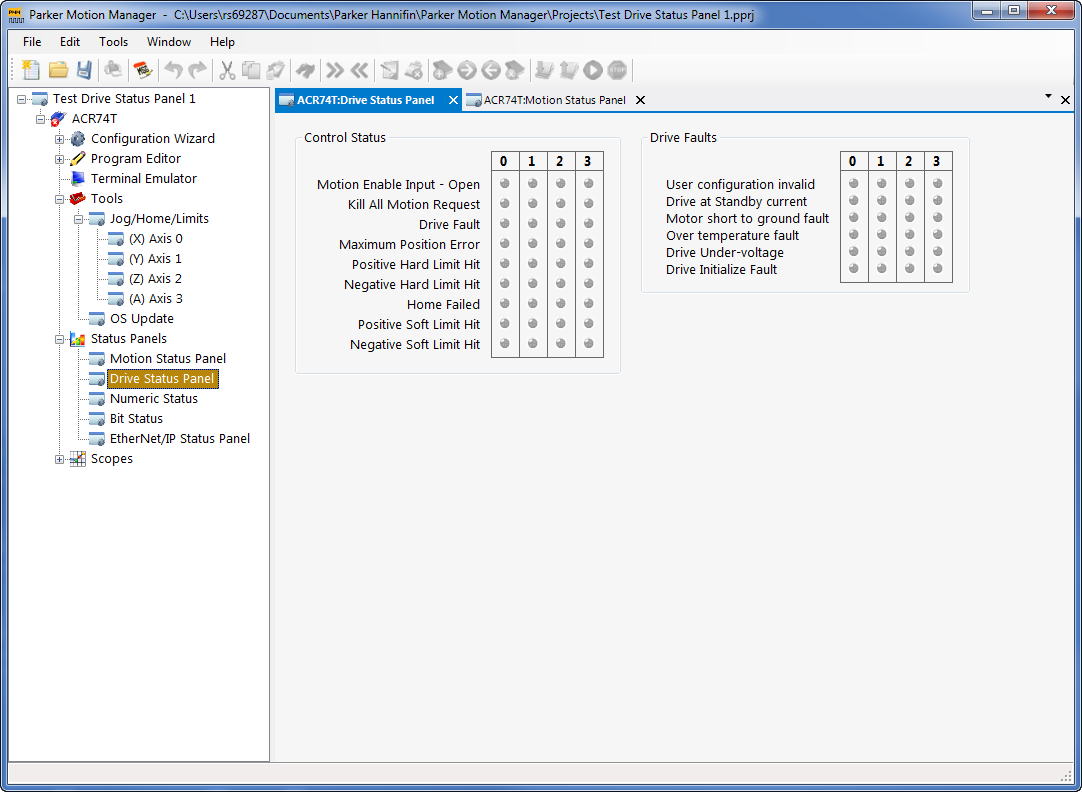 Parker Motion Manager - C:\Users\rs69287\Documents\Parker Hannifin\Parker Motion Manager\Projects\Test Drive Status Panel 1.pprj
File Edit Tools Window Help
STOP
Test Drive Status Panel 1
ACR74T
Configuration Wizard
Program Editor
Terminal Emulator
Tools
Jog/Home/Limits
(X) Axis 0
(Y) Axis 1
(Z) Axis 2
(A) Axis 3
OS Update
Status Panels
Motion Status Panel
Drive Status Panel
Numeric Status
Bit Status
EtherNet/IP Status Panel
Scopes
ACR74T:Drive Status Panel ACR74T:Motion Status Panel
Control Status
0 1 2 3
Motion Enable Input - Open
Kill All Motion Request
Drive Fault
Maximum Position Error
Positive Hard Limit Hit
Negative Hard Limit Hit
Home Failed
Positive Soft Limit Hit
Negative Soft Limit Hit
Drive Faults
0 1 2 3
User configuration invalid
Drive at Standby current
Motor short to ground fault
Over temperature fault
Drive Under-voltage
Drive Initialize Fault